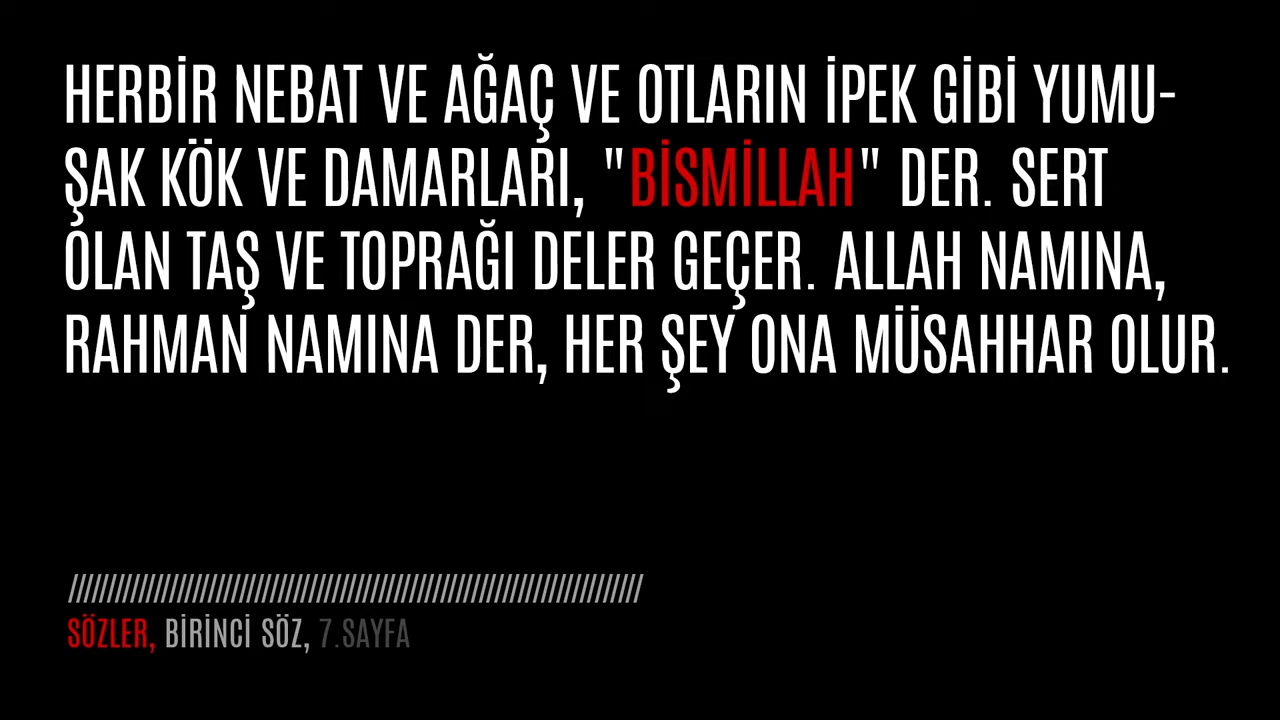 HERBİR NEBAT VE AĞAÇ VE OTLARIN İPEK GİBİ YUMU-
ŞAK KÖK VE DAMARLARI, "BİSMİLLAH" DER. SERT
OLAN TAŞ VE TOPRAĞI DELER GEÇER. ALLAH NAMINA,
RAHMAN NAMINA DER, HER ŞEY ONA MÜSAHHAR OLUR.
SÖZLER, BİRİNCİ SÖZ, 7.SAYFA